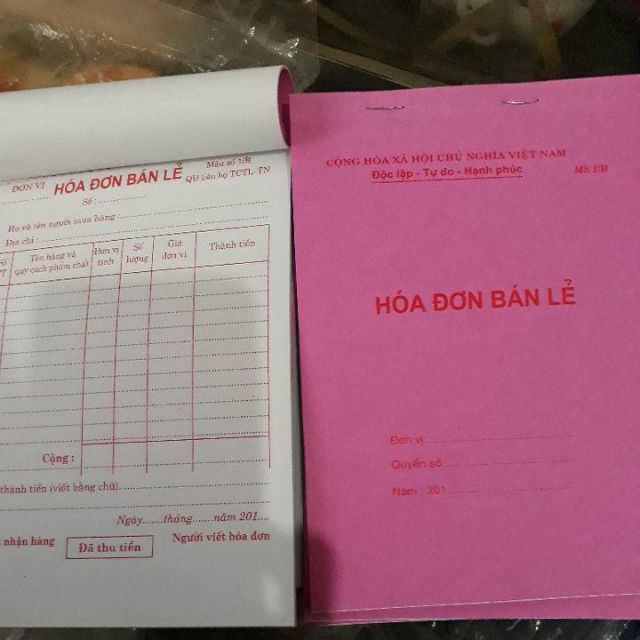 ĐƠN VỊ
HÓA ĐƠN BÁN LẺ
Mẫu số 1/B
QĐ liên bộ TCTL-TN
Số :
Họ và tên người mua hàng :
Địa chỉ :
Số
TT
Tên hàng và
quy cách phẩm chất
Đơn vị
tính
Số
lượng
Giá
đơn vị
Thành tiền
Cộng :
thành tiền (viết bằng chữ)
Ngày......tháng.......năm 201....
nhận hàng
Đã thu tiền
Người viết hóa đơn
CỘNG HÒA XÃ HỘI CHỦ NGHĨA VIỆT NAM
Độc lập - Tự do - Hạnh phúc
MS 1/B
HÓA ĐƠN BÁN LẺ
Đơn vị:
Quyển số
Năm 201